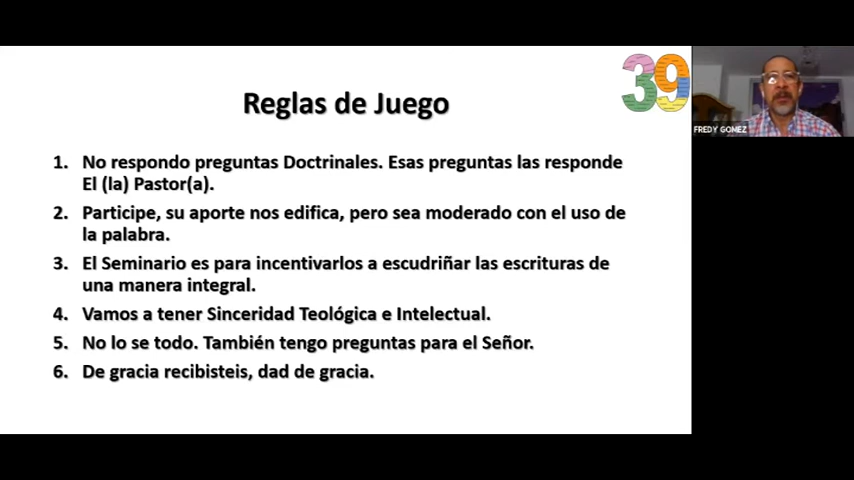 39
Reglas de Juego
FREDY GOMEZ
1. No respondo preguntas Doctrinales. Esas preguntas las responde
El (la) Pastor(a).
2. Participe, su aporte nos edifica, pero sea moderado con el uso de
la palabra.
3. El Seminario es para incentivarlos a escudriñar las escrituras de
una manera integral.
4. Vamos a tener Sinceridad Teológica e Intelectual.
5. No lo se todo. También tengo preguntas para el Señor.
6. De gracia recibisteis, dad de gracia.